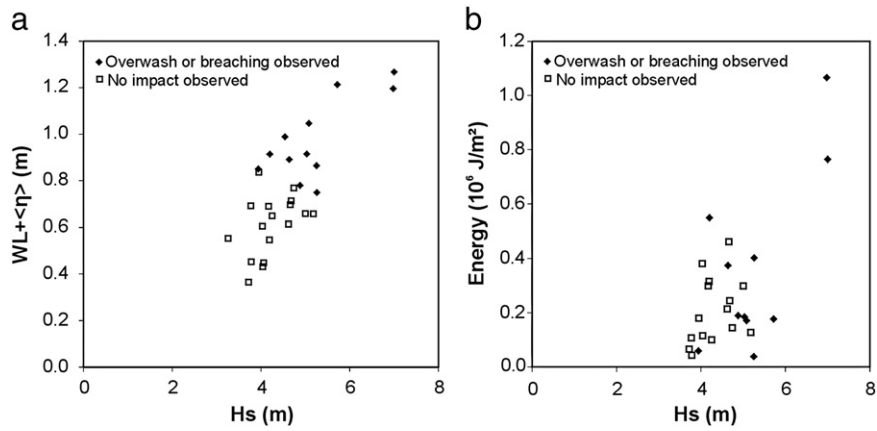 a
1.4
1.2
1.0
0.8
0.6
0.4
0.2
0.0
WL+<η> (m)
Overwash or breaching observed
No impact observed
0 2 4 6 8
Hs (m)
b
1.2
1.0
0.8
0.6
0.4
0.2
0.0
Energy (10⁶ J/m²)
Overwash or breaching observed
No impact observed
0 2 4 6 8
Hs (m)